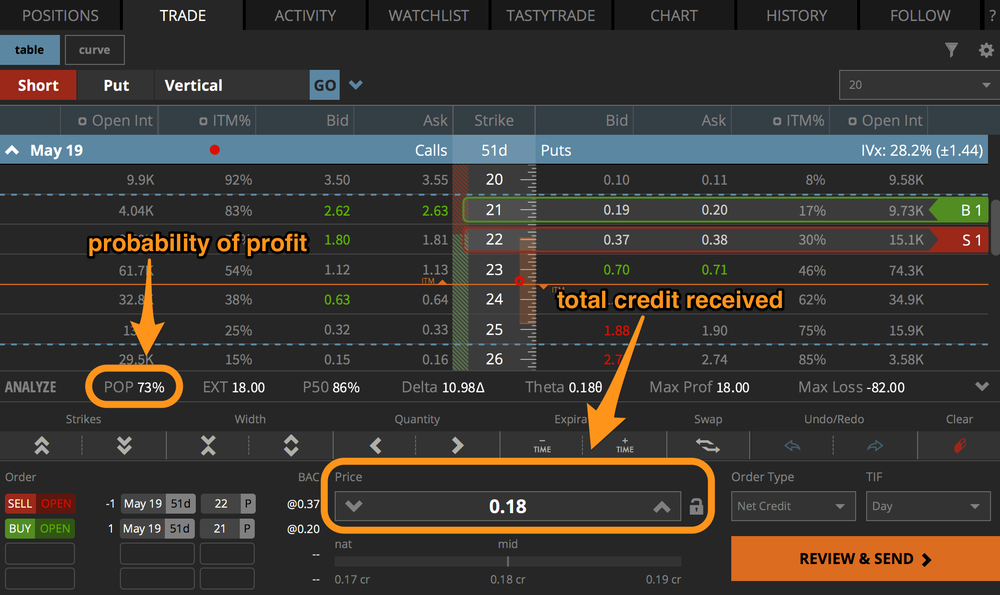 POSITIONS TRADE ACTIVITY WATCHLIST TASTYTRADE CHART HISTORY FOLLOW ?
table curve
Short Put Vertical GO 20
Open Int ITM% Bid Ask Strike Bid Ask ITM% Open Int
May 19 Calls 51d Puts IVx: 28.2% (±1.44)
9.9K 92% 3.50 3.55 20 0.10 0.11 8% 9.58K
4.04K 83% 2.62 2.63 21 0.19 0.20 17% 9.73K B 1
1.80 1.81 22 0.37 0.38 30% 15.1K S 1
probability of profit
61.7K 54% 1.12 1.13 23 0.70 0.71 46% 74.3K
ITM
32.8K 38% 0.63 0.64 24 62% 34.9K
total credit received
25% 0.32 0.33 25 1.88 1.90 75% 15.9K
29.5K 15% 0.15 0.16 26 2.74 85% 3.58K
ANALYZE POP 73% EXT 18.00 P50 86% Delta 10.98Δ Theta 0.18θ Max Prof 18.00 Max Loss -82.00
Strikes Width Quantity Expira Swap Undo/Redo Clear
− TIME + TIME
Order BAC Price Order Type TIF
SELL OPEN -1 May 19 51d 22 P @0.37 0.18 Net Credit Day
BUY OPEN 1 May 19 51d 21 P @0.20
nat mid
-- REVIEW & SEND
-- 0.17 cr 0.18 cr 0.19 cr